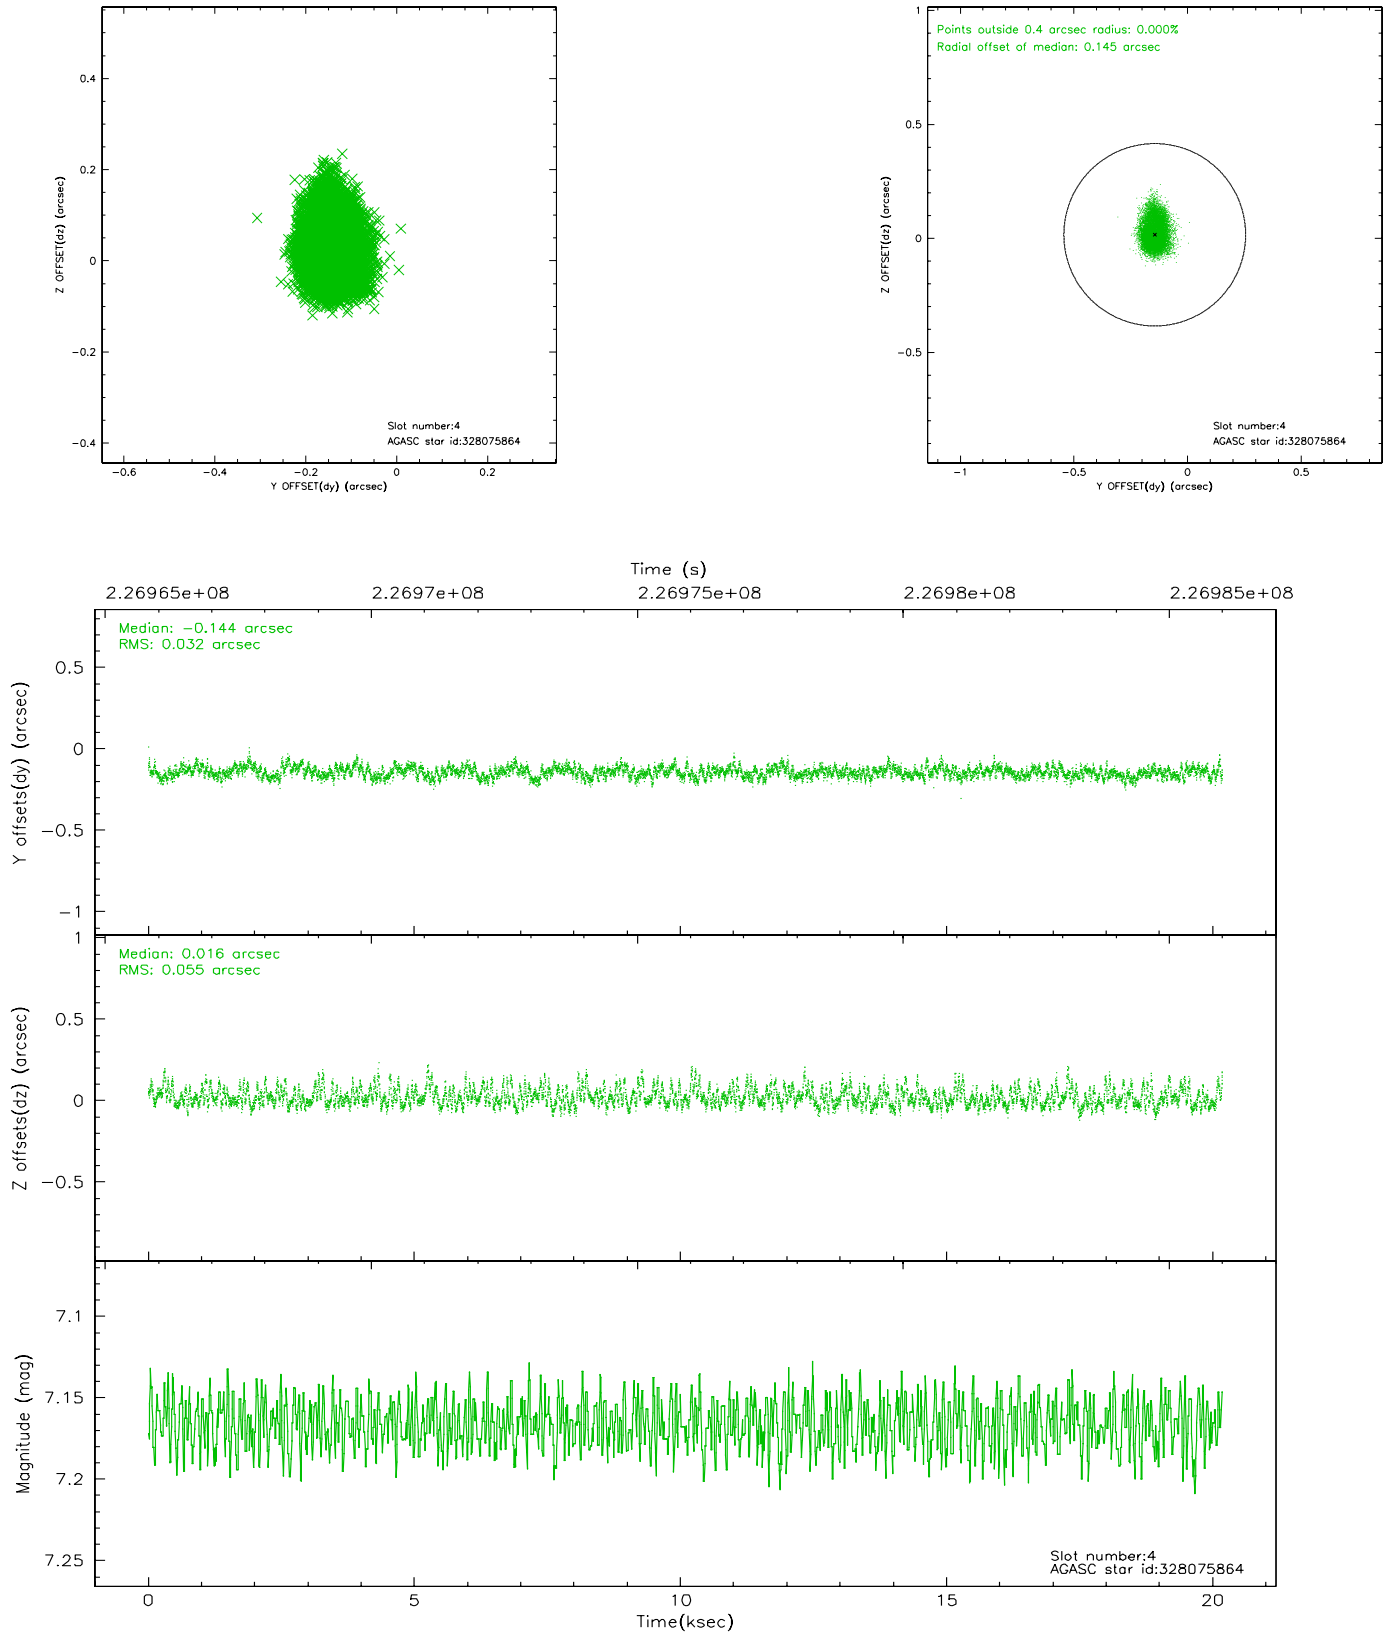 0.4
0.2
0
−0.2
−0.4
Z OFFSET(dz) (arcsec)
Slot number:4
AGASC star id:328075864
−0.6
−0.4
−0.2
0
0.2
Y OFFSET(dy) (arcsec)
Points outside 0.4 arcsec radius: 0.000%
Radial offset of median: 0.145 arcsec
1
0.5
0
−0.5
Z OFFSET(dz) (arcsec)
Slot number:4
AGASC star id:328075864
−1
−0.5
0
0.5
Y OFFSET(dy) (arcsec)
Time (s)
2.26965e+08
2.2697e+08
2.26975e+08
2.2698e+08
2.26985e+08
Median: −0.144 arcsec
RMS: 0.032 arcsec
0.5
0
−0.5
−1
Y offsets(dy) (arcsec)
Median: 0.016 arcsec
RMS: 0.055 arcsec
1
0.5
0
−0.5
Z offsets(dz) (arcsec)
7.1
7.15
7.2
7.25
Magnitude (mag)
Slot number:4
AGASC star id:328075864
0
5
10
15
20
Time(ksec)